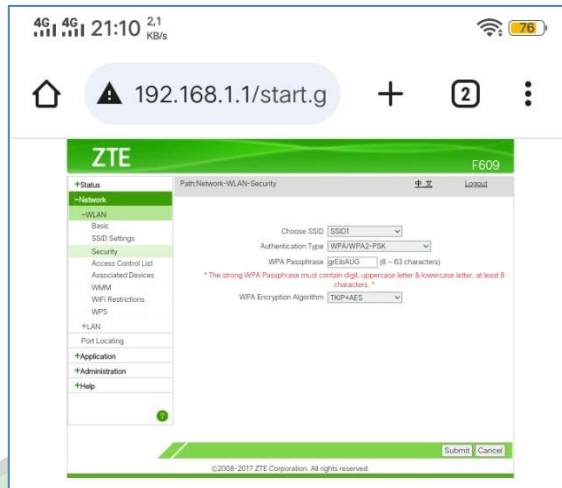 4G 4G 21:10 2,1 KB/s 76
192.168.1.1/start.g 2
ZTE
F609
+Status
Path:Network-WLAN-Security 中文 Logout
-Network
-WLAN
Basic
SSID Settings
Security
Access Control List
Associated Devices
WMM
WiFi Restrictions
WPS
+LAN
Port Locating
+Application
+Administration
+Help
Choose SSID SSID1
Authentication Type WPA/WPA2-PSK
WPA Passphrase (8 ~ 63 characters)
* The strong WPA Passphrase must contain digit, uppercase letter & lowercase letter, at least 8
characters. *
WPA Encryption Algorithm TKIP+AES
?
Submit Cancel
©2008-2017 ZTE Corporation. All rights reserved.